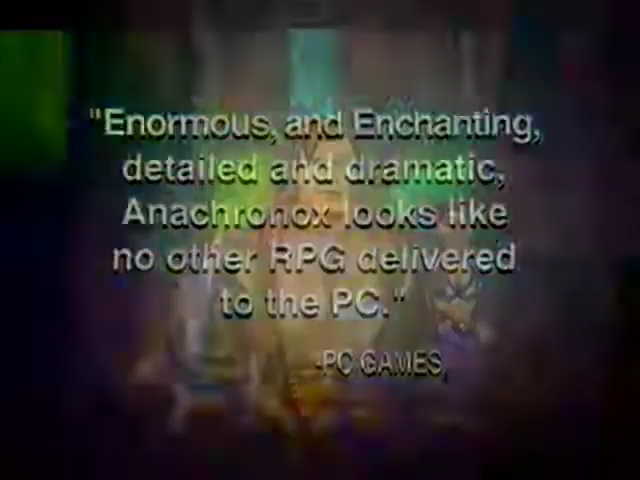 "Enormous, and Enchanting,
detailed and dramatic,
Anachronox looks like
no other RPG delivered
to the PC."
-PC GAMES,